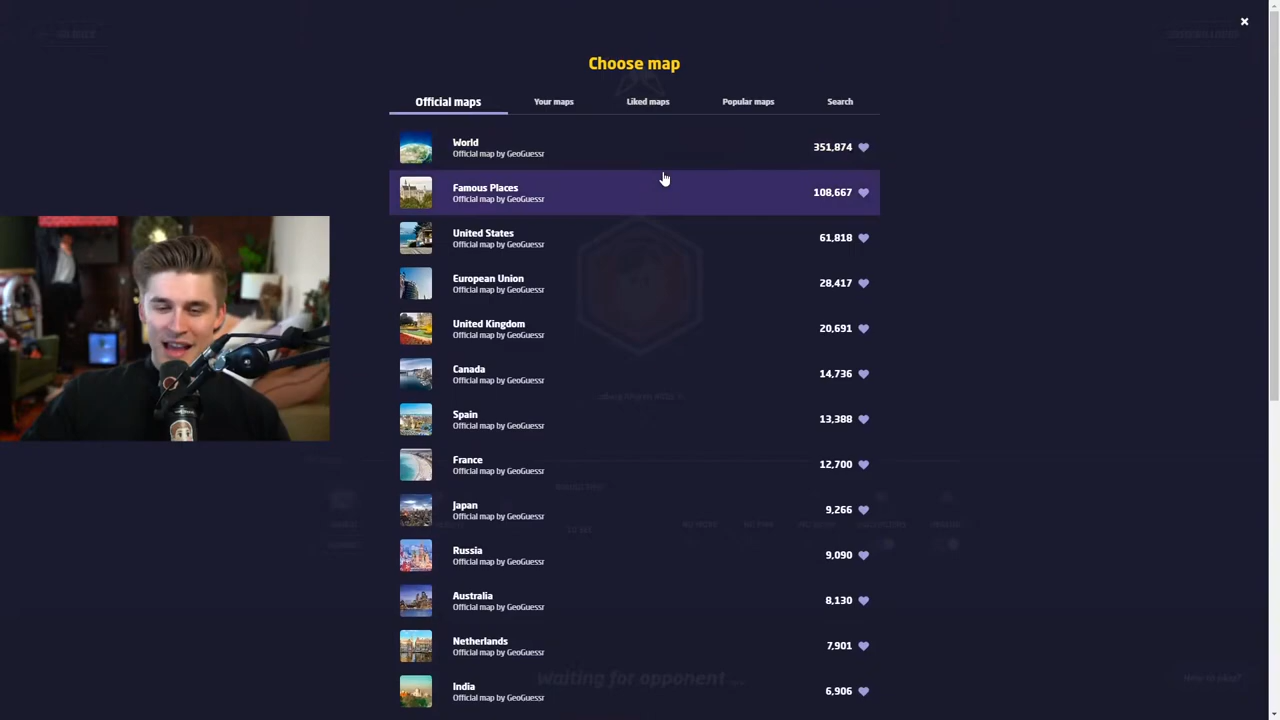 ×
Choose map
Official maps
Your maps
Liked maps
Popular maps
Search
World
Official map by GeoGuessr
351,874
Famous Places
Official map by GeoGuessr
108,667
United States
Official map by GeoGuessr
61,818
European Union
Official map by GeoGuessr
28,417
United Kingdom
Official map by GeoGuessr
20,691
Canada
Official map by GeoGuessr
14,736
Spain
Official map by GeoGuessr
13,388
France
Official map by GeoGuessr
12,700
Japan
Official map by GeoGuessr
9,266
Russia
Official map by GeoGuessr
9,090
Australia
Official map by GeoGuessr
8,130
Netherlands
Official map by GeoGuessr
7,901
India
Official map by GeoGuessr
6,906
waiting for opponent ...
How to play?